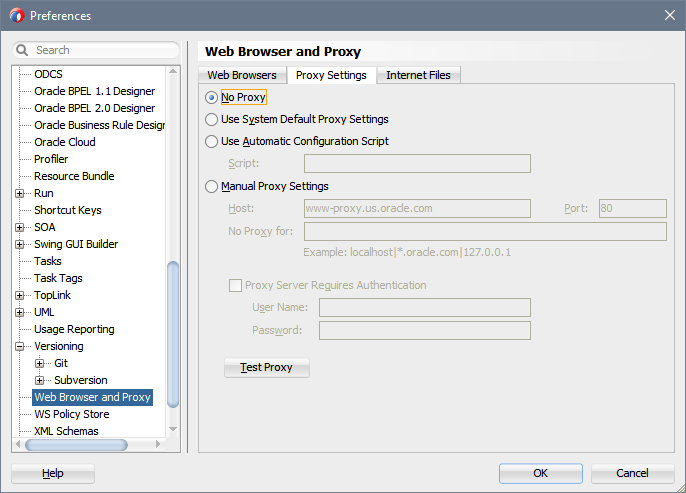 Preferences
Search
ODCS
Oracle BPEL 1.1 Designer
Oracle BPEL 2.0 Designer
Oracle Business Rule Design
Oracle Cloud
Profiler
Resource Bundle
Run
Shortcut Keys
SOA
Swing GUI Builder
Tasks
Task Tags
TopLink
UML
Usage Reporting
Versioning
Git
Subversion
Web Browser and Proxy
WS Policy Store
XML Schemas
Web Browser and Proxy
Web Browsers Proxy Settings Internet Files
No Proxy
Use System Default Proxy Settings
Use Automatic Configuration Script
Script:
Manual Proxy Settings
Host: www-proxy.us.oracle.com Port: 80
No Proxy for:
Example: localhost|*.oracle.com|127.0.0.1
Proxy Server Requires Authentication
User Name:
Password:
Test Proxy
Help OK Cancel